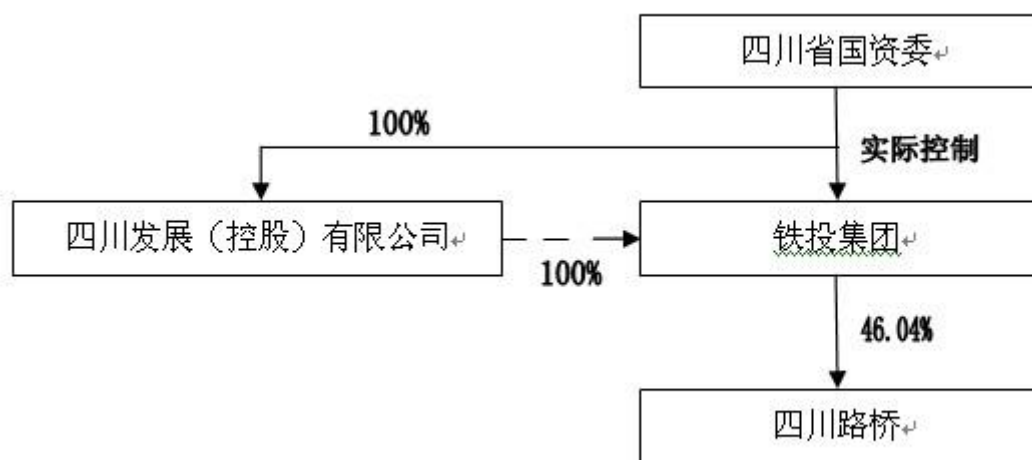 四川省国资委
100%
实际控制
四川发展（控股）有限公司
铁投集团
100%
46.04%
四川路桥